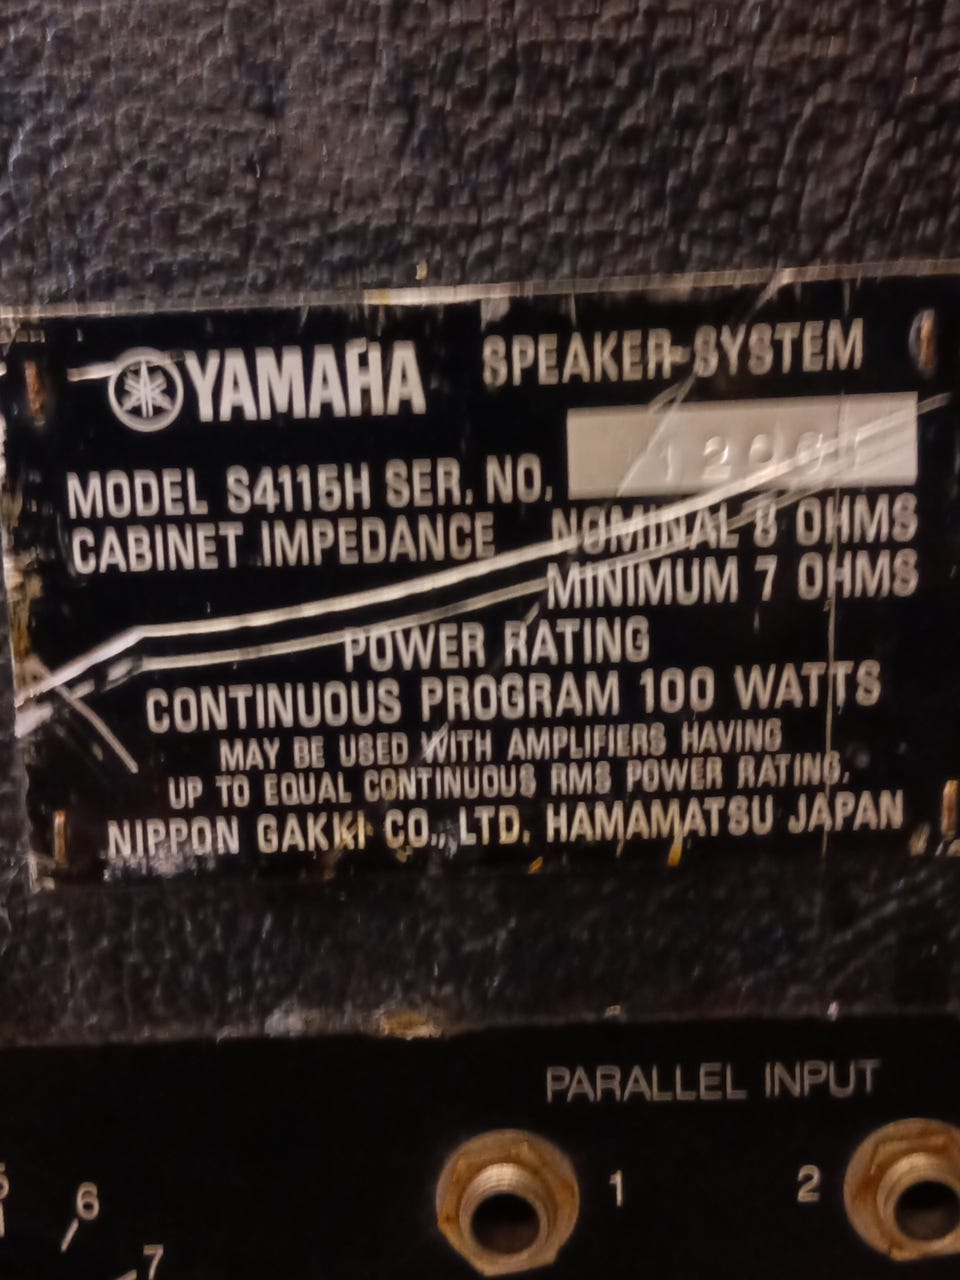 YAMAHA SPEAKER SYSTEM
MODEL S4115H SER. NO.
CABINET IMPEDANCE NOMINAL 8 OHMS
MINIMUM 7 OHMS
POWER RATING
CONTINUOUS PROGRAM 100 WATTS
MAY BE USED WITH AMPLIFIERS HAVING
UP TO EQUAL CONTINUOUS RMS POWER RATING.
NIPPON GAKKI CO., LTD. HAMAMATSU JAPAN
PARALLEL INPUT
1 2
6
7